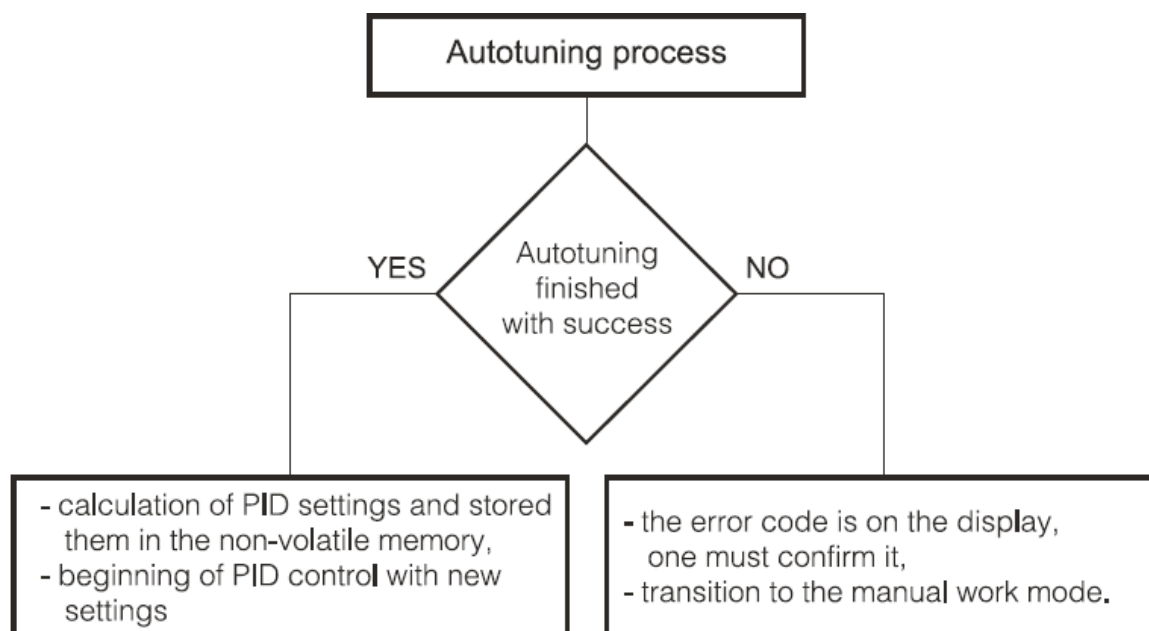 Autotuning process
YES
Autotuning
finished
with success
NO
- calculation of PID settings and stored
them in the non-volatile memory,
- beginning of PID control with new
settings
- the error code is on the display,
one must confirm it,
- transition to the manual work mode.